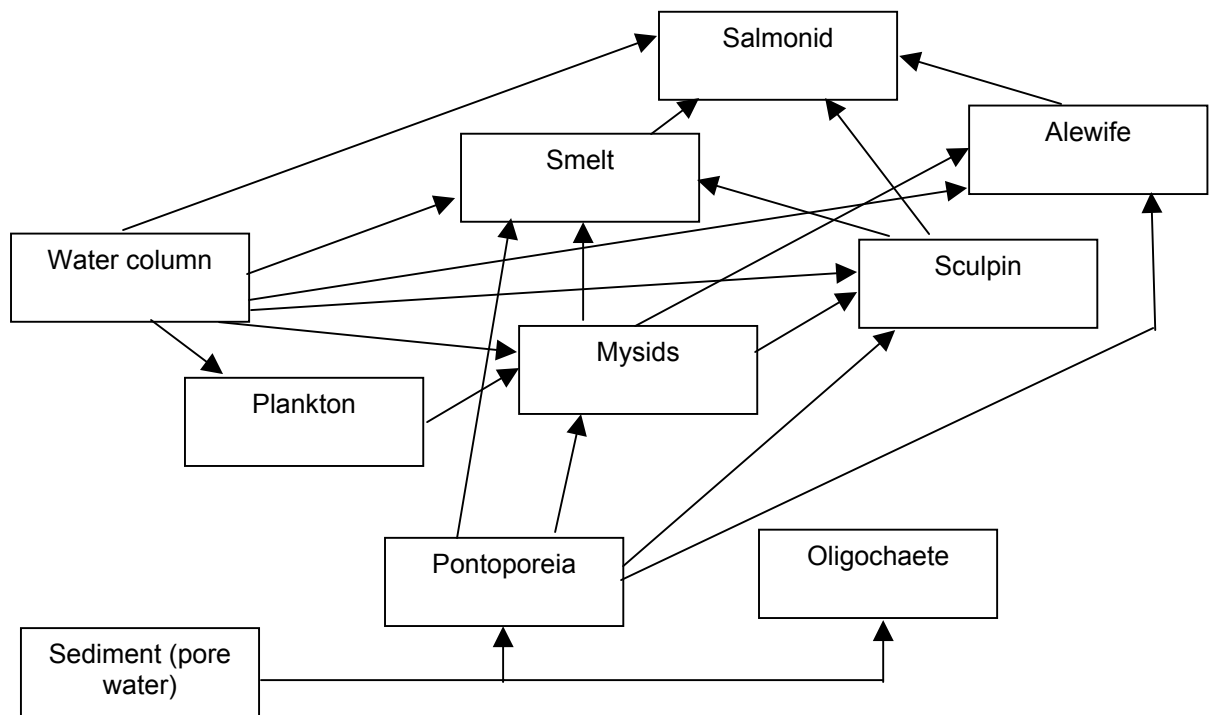 Salmonid
Alewife
Smelt
Water column
Sculpin
Mysids
Plankton
Pontoporeia
Oligochaete
Sediment (pore
water)